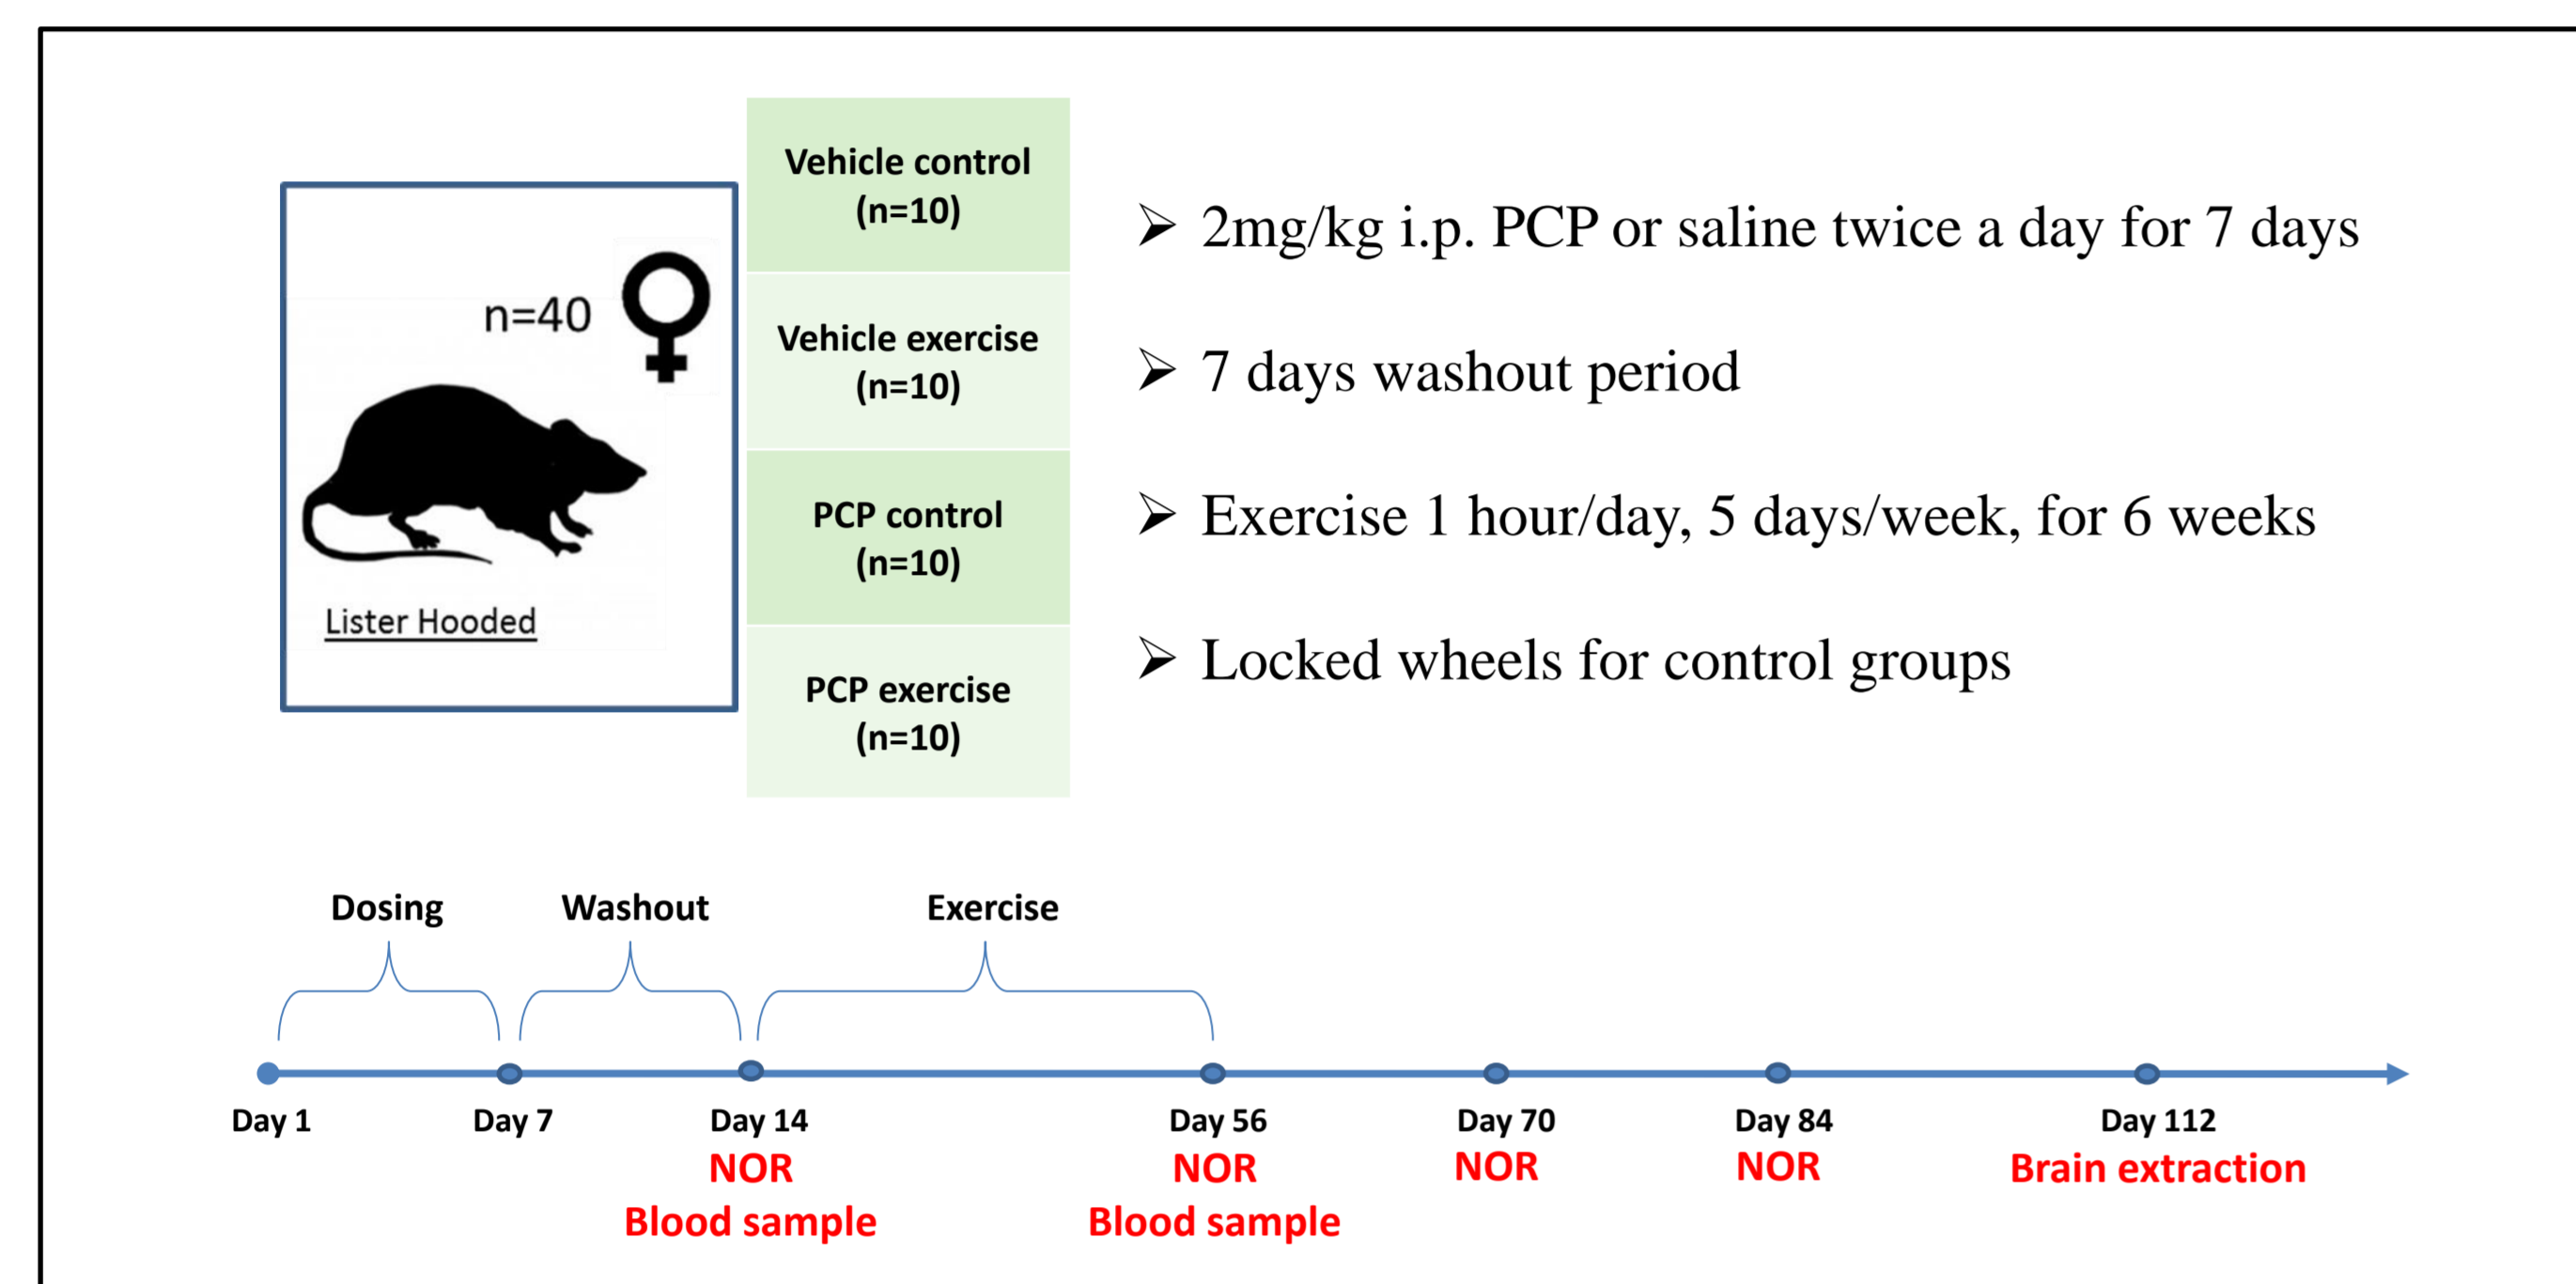 n=40
Lister Hooded
Vehicle control
(n=10)
Vehicle exercise
(n=10)
PCP control
(n=10)
PCP exercise
(n=10)
➢ 2mg/kg i.p. PCP or saline twice a day for 7 days
➢ 7 days washout period
➢ Exercise 1 hour/day, 5 days/week, for 6 weeks
➢ Locked wheels for control groups
Dosing
Washout
Exercise
Day 1
Day 7
Day 14
NOR
Blood sample
Day 56
NOR
Blood sample
Day 70
NOR
Day 84
NOR
Day 112
Brain extraction